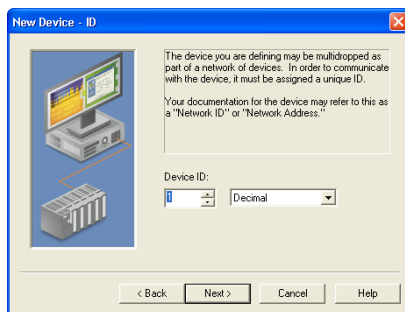 New Device - ID
The device you are defining may be multidropped as
part of a network of devices. In order to communicate
with the device, it must be assigned a unique ID.
Your documentation for the device may refer to this as
a "Network ID" or "Network Address."
Device ID:
1 Decimal
< Back Next > Cancel Help